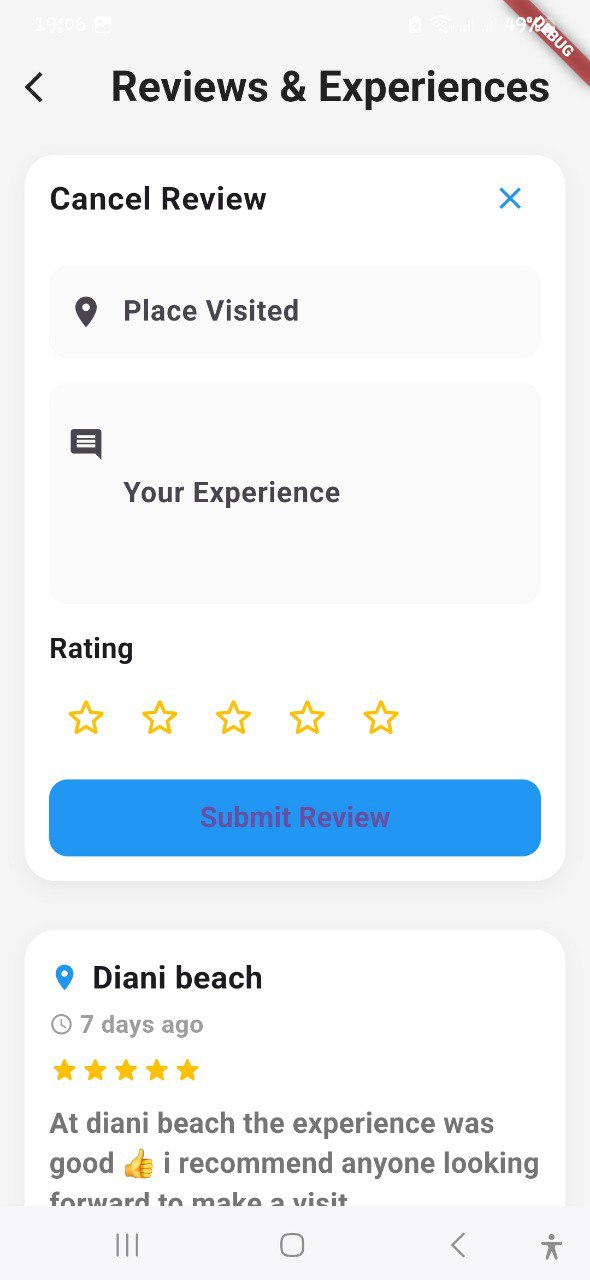 19:06
49%
DEBUG
Reviews & Experiences
Cancel Review
Place Visited
Your Experience
Rating
Submit Review
Diani beach
7 days ago
At diani beach the experience was
good 👍 i recommend anyone looking
forward to make a visit